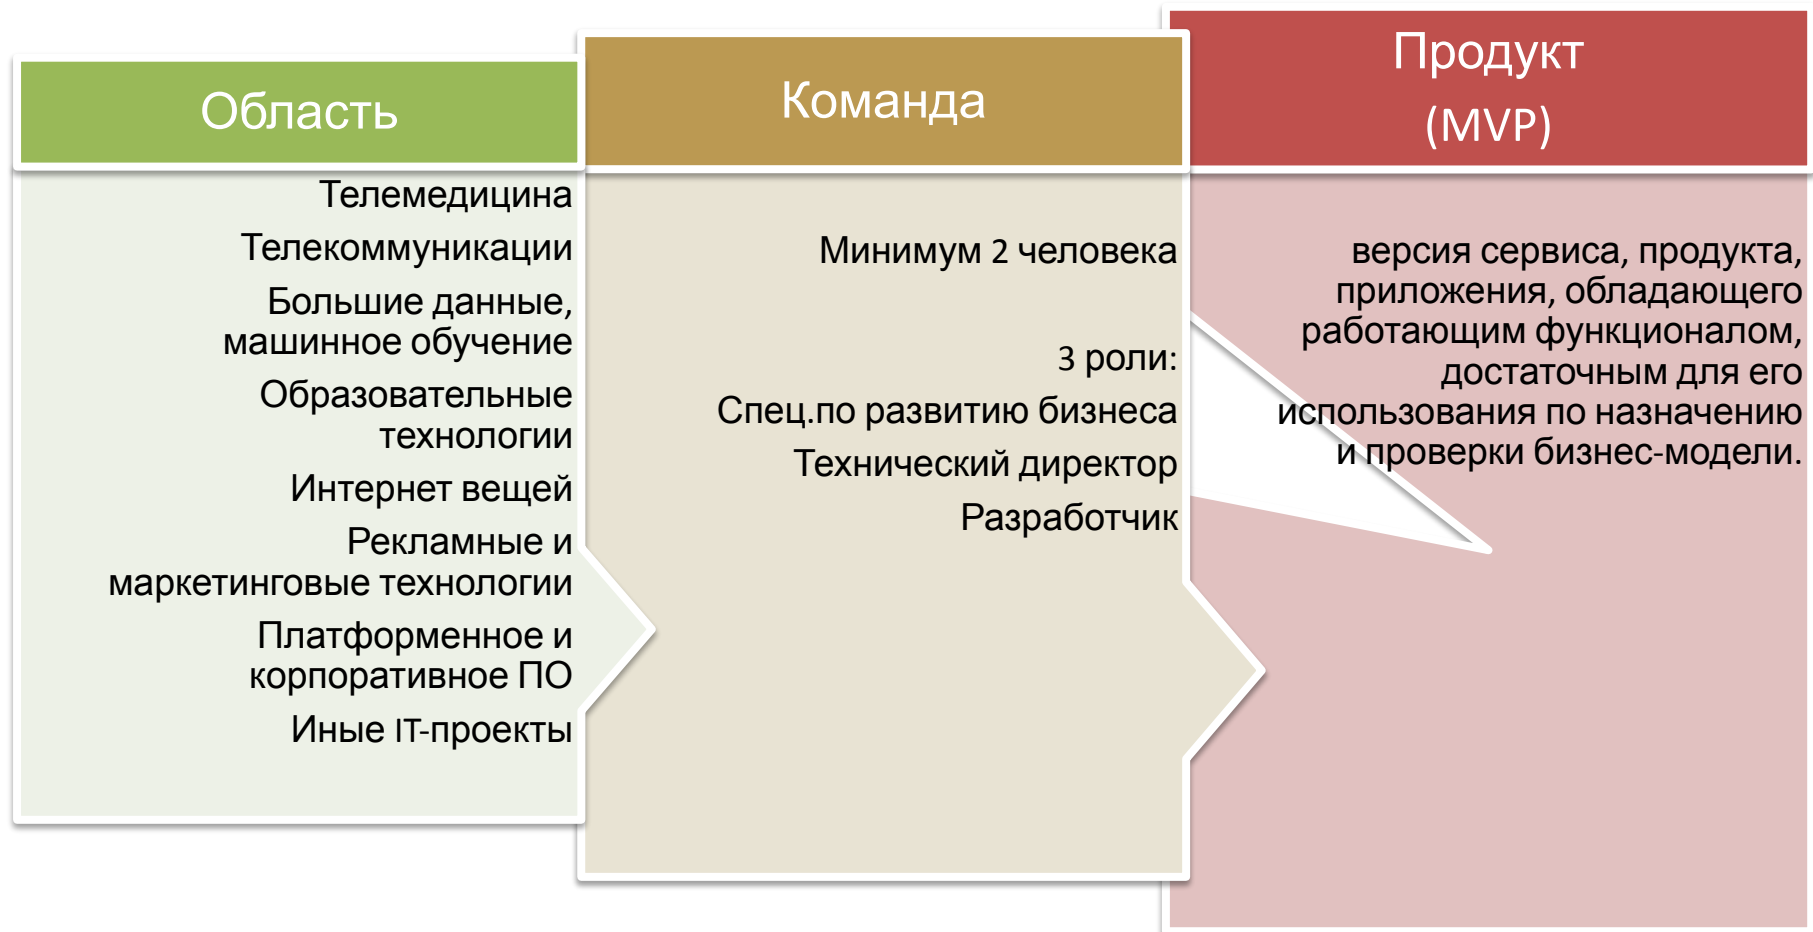 Область
Телемедицина
Телекоммуникации
Большие данные,
машинное обучение
Образовательные
технологии
Интернет вещей
Рекламные и
маркетинговые технологии
Платформенное и
корпоративное ПО
Иные IT-проекты
Команда
Минимум 2 человека
3 роли:
Спец.по развитию бизнеса
Технический директор
Разработчик
Продукт
(MVP)
версия сервиса, продукта,
приложения, обладающего
работающим функционалом,
достаточным для его
использования по назначению
и проверки бизнес-модели.